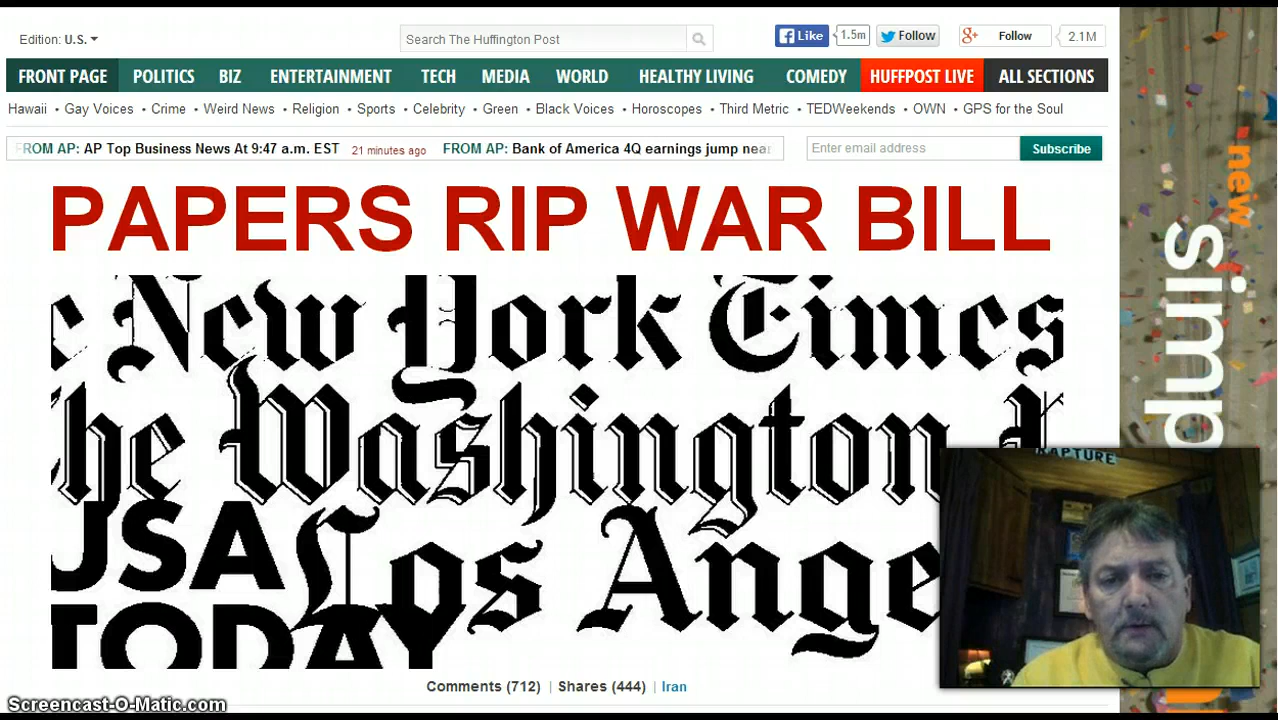 Edition: U.S.
Search The Huffington Post
Like
1.5m
Follow
Follow
2.1M
FRONT PAGE POLITICS BIZ ENTERTAINMENT TECH MEDIA WORLD HEALTHY LIVING COMEDY HUFFPOST LIVE ALL SECTIONS
Hawaii • Gay Voices • Crime • Weird News • Religion • Sports • Celebrity • Green • Black Voices • Horoscopes • Third Metric • TEDWeekends • OWN • GPS for the Soul
FROM AP: AP Top Business News At 9:47 a.m. EST 21 minutes ago FROM AP: Bank of America 4Q earnings jump nea
Enter email address
Subscribe
new
simp
PAPERS RIP WAR BILL
e New York Times
he Washington
USA
TODAY
Los Ange
RAPTURE
Comments (712) | Shares (444) | Iran
Screencast-O-Matic.com